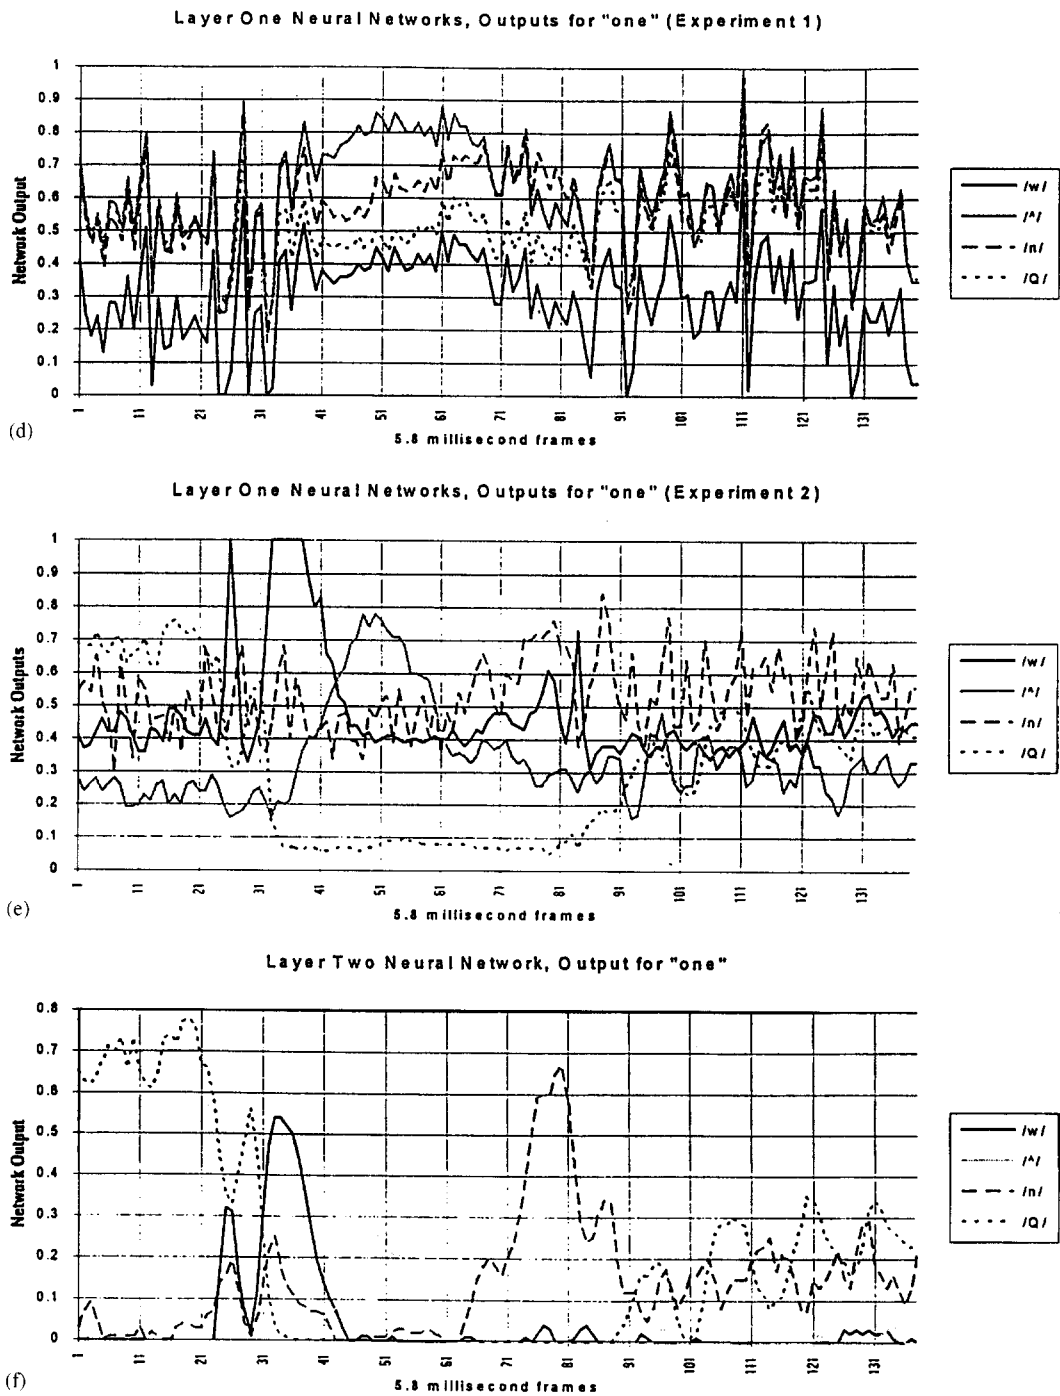 Layer One Neural Networks, Outputs for "one" (Experiment 1)
Network Output
1
0.9
0.8
0.7
0.6
0.5
0.4
0.3
0.2
0.1
0
1 11 21 31 41 51 61 71 81 91 101 111 121 131
5.8 millisecond frames
/w/
/^/
/n/
/Q/
(d)
Layer One Neural Networks, Outputs for "one" (Experiment 2)
Network Outputs
1
0.9
0.8
0.7
0.6
0.5
0.4
0.3
0.2
0.1
0
1 11 21 31 41 51 61 71 81 91 101 111 121 131
5.8 millisecond frames
/w/
/^/
/n/
/Q/
(e)
Layer Two Neural Network, Output for "one"
Network Output
0.8
0.7
0.6
0.5
0.4
0.3
0.2
0.1
0
1 11 21 31 41 51 61 71 81 91 101 111 121 131
5.8 millisecond frames
/w/
/^/
/n/
/Q/
(f)